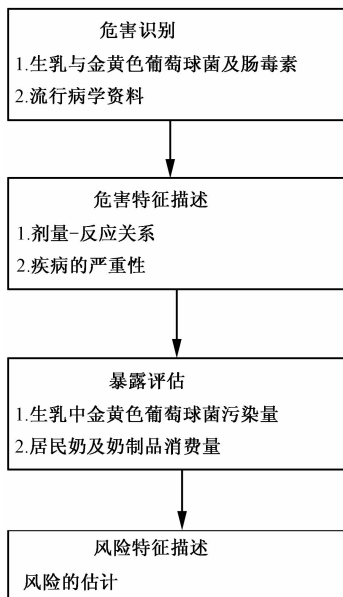 危害识别
1.生乳与金黄色葡萄球菌及肠毒素
2.流行病学资料
危害特征描述
1.剂量-反应关系
2.疾病的严重性
暴露评估
1.生乳中金黄色葡萄球菌污染量
2.居民奶及奶制品消费量
风险特征描述
风险的估计